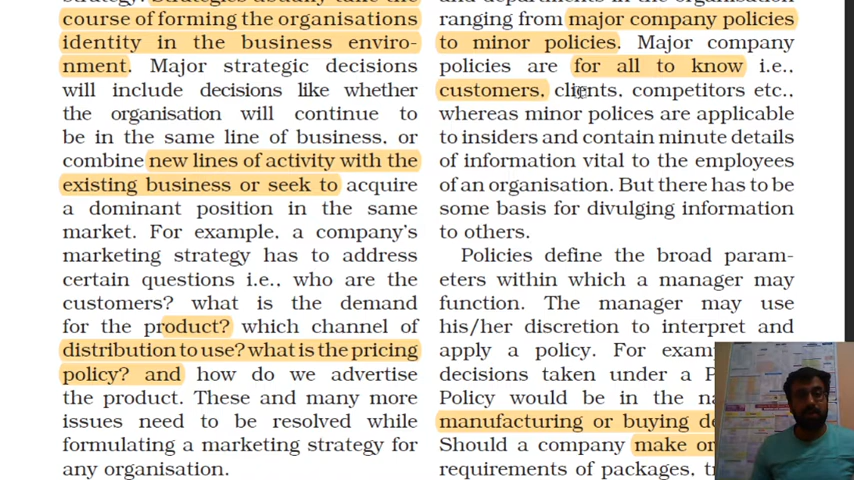 course of forming the organisations
identity in the business enviro-
nment. Major strategic decisions
will include decisions like whether
the organisation will continue to
be in the same line of business, or
combine new lines of activity with the
existing business or seek to acquire
a dominant position in the same
market. For example, a company's
marketing strategy has to address
certain questions i.e., who are the
customers? what is the demand
for the product? which channel of
distribution to use? what is the pricing
policy? and how do we advertise
the product. These and many more
issues need to be resolved while
formulating a marketing strategy for
any organisation.
ranging from major company policies
to minor policies. Major company
policies are for all to know i.e.,
customers, clients, competitors etc.,
whereas minor polices are applicable
to insiders and contain minute details
of information vital to the employees
of an organisation. But there has to be
some basis for divulging information
to others.
Policies define the broad param-
eters within which a manager may
function. The manager may use
his/her discretion to interpret and
apply a policy. For
decisions taken under a
Policy would be in the
manufacturing or buying
Should a company make or
requirements of packages,